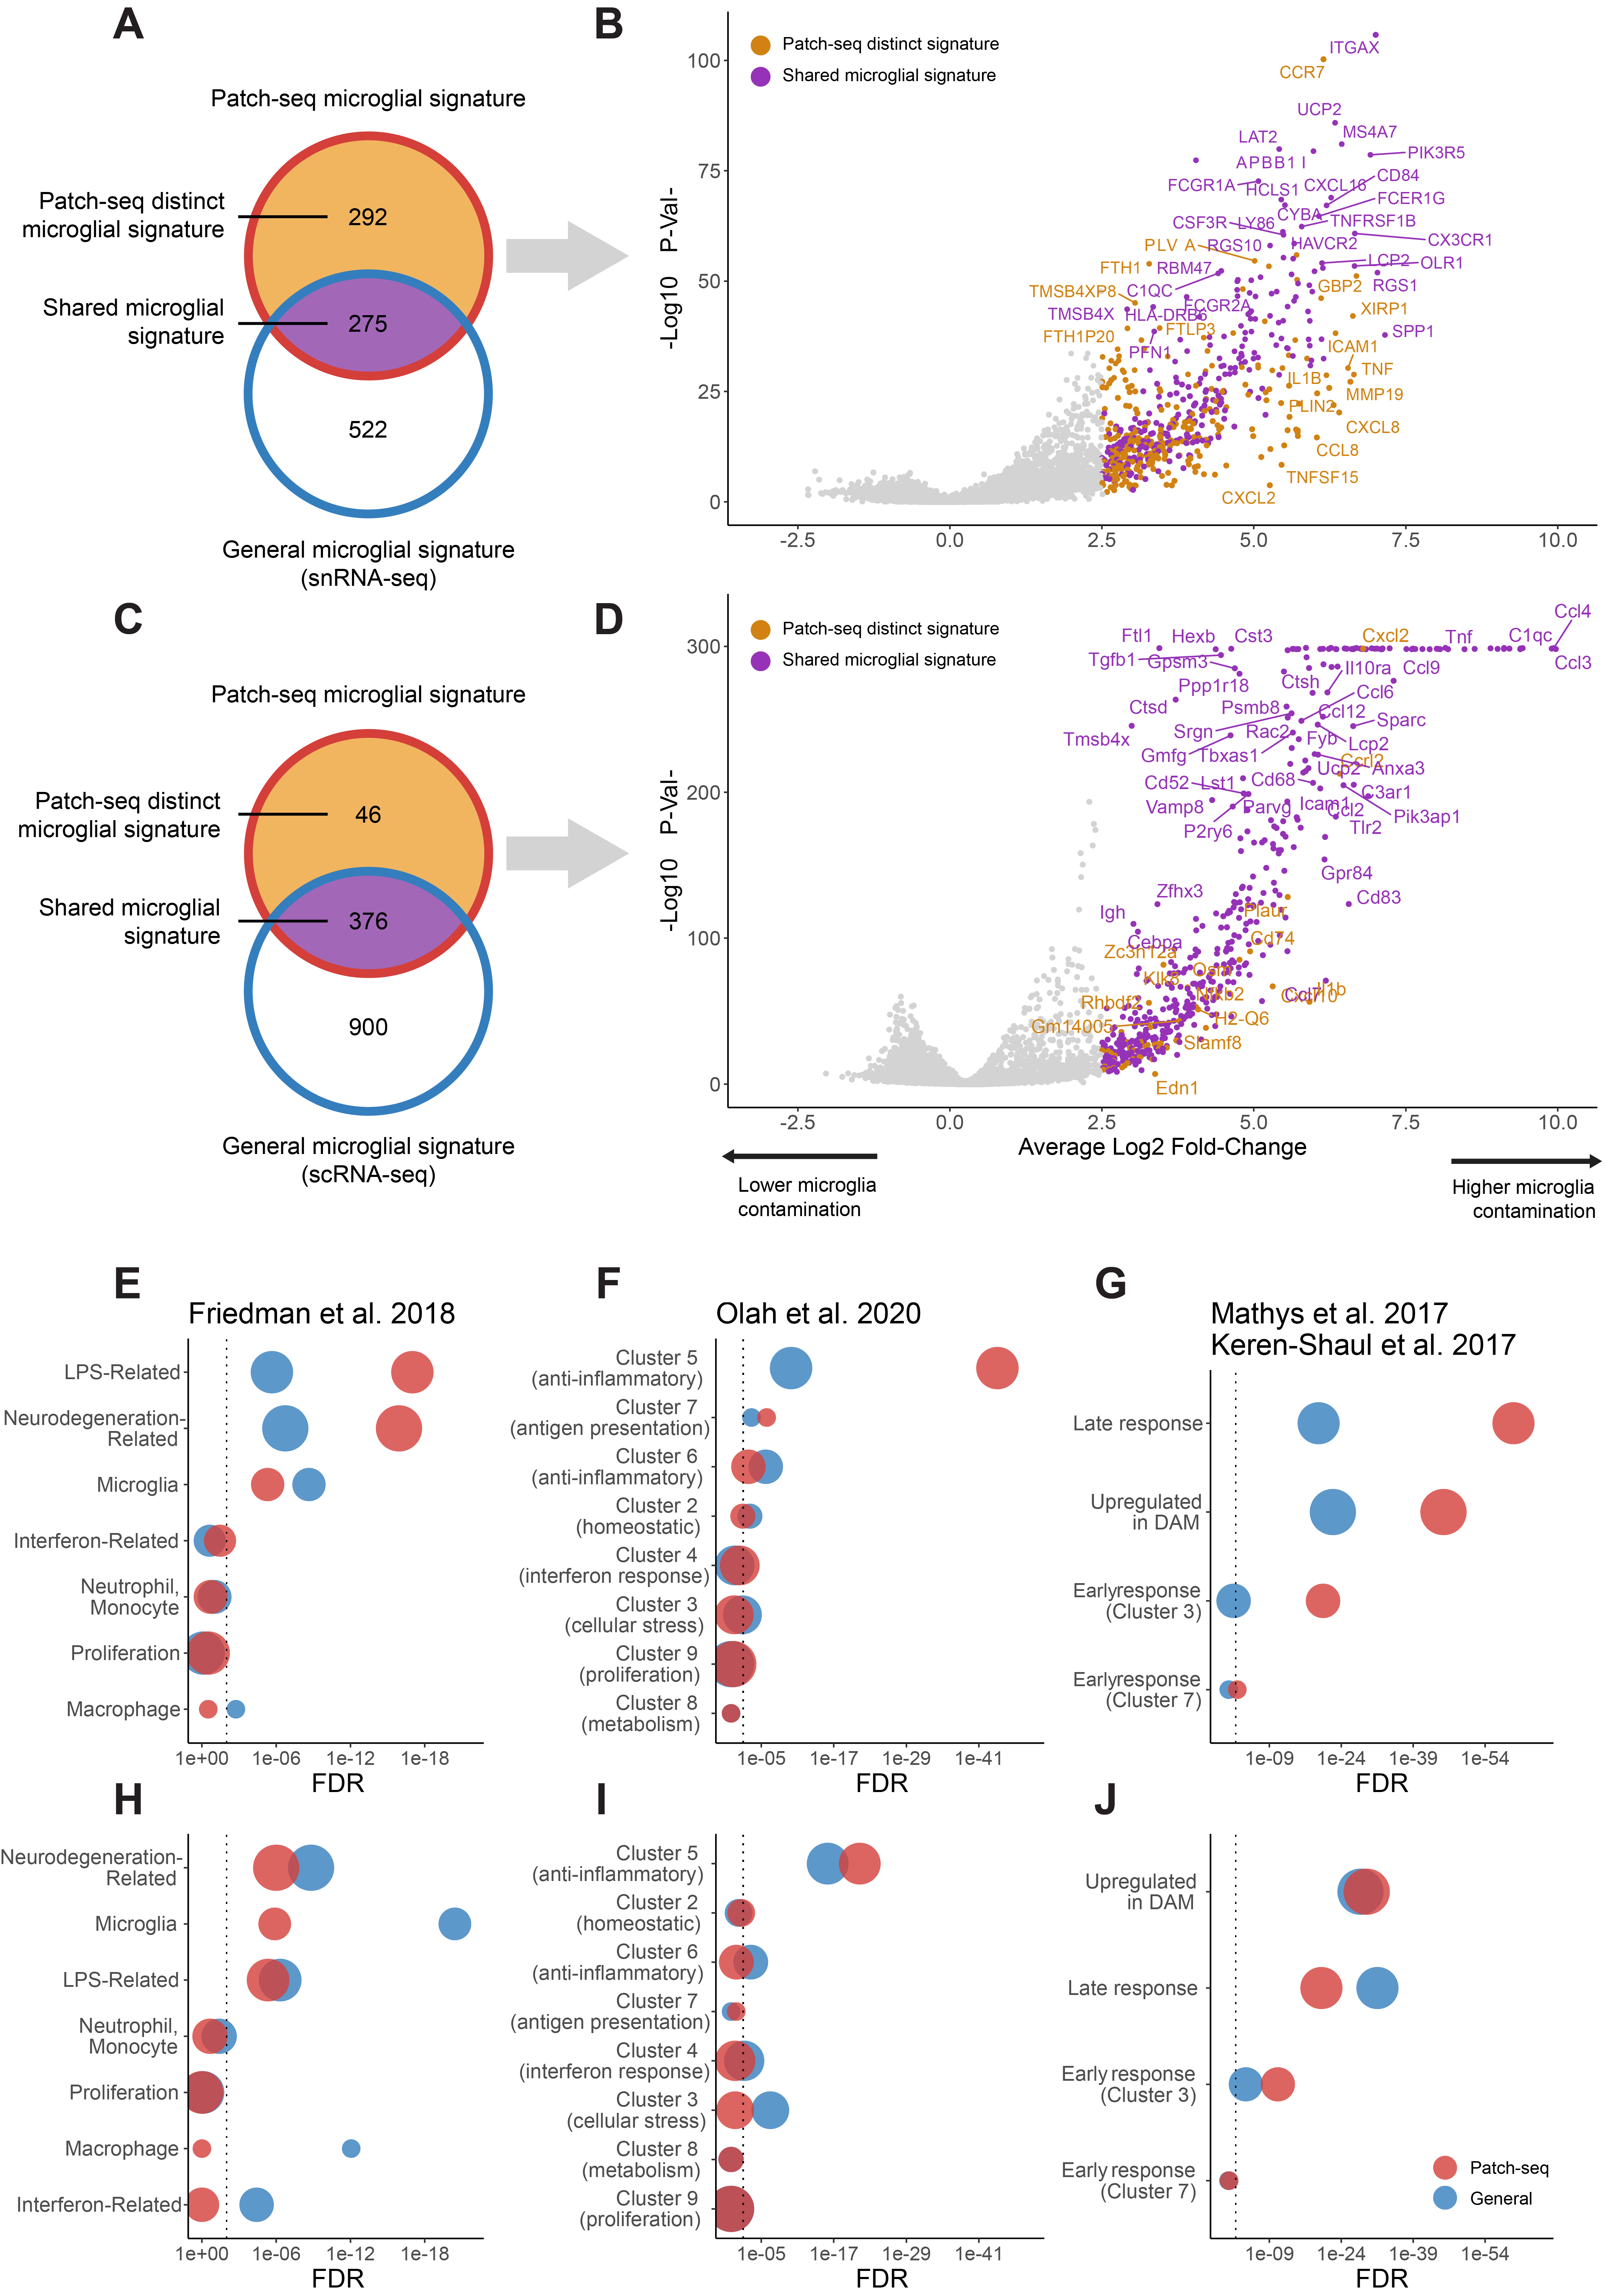 A
Patch-seq microglial signature
Patch-seq distinct
microglial signature
292
Shared microglial
signature
275
522
General microglial signature
(snRNA-seq)
B
Patch-seq distinct signature
Shared microglial signature
-Log10 P-Val-
100
75
50
25
0
-2.5
0.0
2.5
5.0
7.5
10.0
ITGAX
CCR7
UCP2
LAT2
MS4A7
APBB1 I
PIK3R5
FCGR1A
HCLS1
CXCL16
CD84
FCER1G
CSF3R
LY86
CYBA
TNFRSF1B
PLV A
RGS10
HAVCR2
CX3CR1
FTH1
RBM47
LCP2
OLR1
TMSB4XP8
C1QC
GBP2
RGS1
TMSB4X
HLA-DRB6
FCGR2A
XIRP1
FTH1P20
FTLP3
SPP1
PFN1
ICAM1
IL1B
TNF
PLIN2
MMP19
CXCL8
CCL8
TNFSF15
CXCL2
C
Patch-seq microglial signature
Patch-seq distinct
microglial signature
46
Shared microglial
signature
376
900
General microglial signature
(scRNA-seq)
D
Patch-seq distinct signature
Shared microglial signature
-Log10 P-Val-
300
200
100
0
-2.5
0.0
2.5
5.0
7.5
10.0
Average Log2 Fold-Change
Lower microglia
contamination
Higher microglia
contamination
Ccl4
Ftl1
Hexb
Cst3
Cxcl2
Tnf
C1qc
Tgfb1
Gpsm3
Il10ra
Ccl9
Ccl3
Ppp1r18
Ctsh
Ccl6
Ctsd
Psmb8
Ccl12
Sparc
Tmsb4x
Srgn
Rac2
Fyb
Lcp2
Gmfg
Tbxas1
Ccrl2
Ucp2
Anxa3
Cd52
Lst1
Cd68
C3ar1
Vamp8
Parvg
Icam1
Ccl2
Pik3ap1
P2ry6
Tlr2
Gpr84
Zfhx3
Cd83
Igh
Plaur
Cebpa
Cd74
Zc3h12a
Klk8
Osm
Rhbdf2
Nfkb2
Ccl7
Cxcl10
Il1b
Gm14005
H2-Q6
Slamf8
Edn1
E
Friedman et al. 2018
LPS-Related
Neurodegeneration-
Related
Microglia
Interferon-Related
Neutrophil,
Monocyte
Proliferation
Macrophage
1e+00
1e-06
1e-12
1e-18
FDR
F
Olah et al. 2020
Cluster 5
(anti-inflammatory)
Cluster 7
(antigen presentation)
Cluster 6
(anti-inflammatory)
Cluster 2
(homeostatic)
Cluster 4
(interferon response)
Cluster 3
(cellular stress)
Cluster 9
(proliferation)
Cluster 8
(metabolism)
1e-05
1e-17
1e-29
1e-41
FDR
G
Mathys et al. 2017
Keren-Shaul et al. 2017
Late response
Upregulated
in DAM
Earlyresponse
(Cluster 3)
Earlyresponse
(Cluster 7)
1e-09
1e-24
1e-39
1e-54
FDR
H
Neurodegeneration-
Related
Microglia
LPS-Related
Neutrophil,
Monocyte
Proliferation
Macrophage
Interferon-Related
1e+00
1e-06
1e-12
1e-18
FDR
I
Cluster 5
(anti-inflammatory)
Cluster 2
(homeostatic)
Cluster 6
(anti-inflammatory)
Cluster 7
(antigen presentation)
Cluster 4
(interferon response)
Cluster 3
(cellular stress)
Cluster 8
(metabolism)
Cluster 9
(proliferation)
1e-05
1e-17
1e-29
1e-41
FDR
J
Upregulated
in DAM
Late response
Early response
(Cluster 3)
Early response
(Cluster 7)
Patch-seq
General
1e-09
1e-24
1e-39
1e-54
FDR